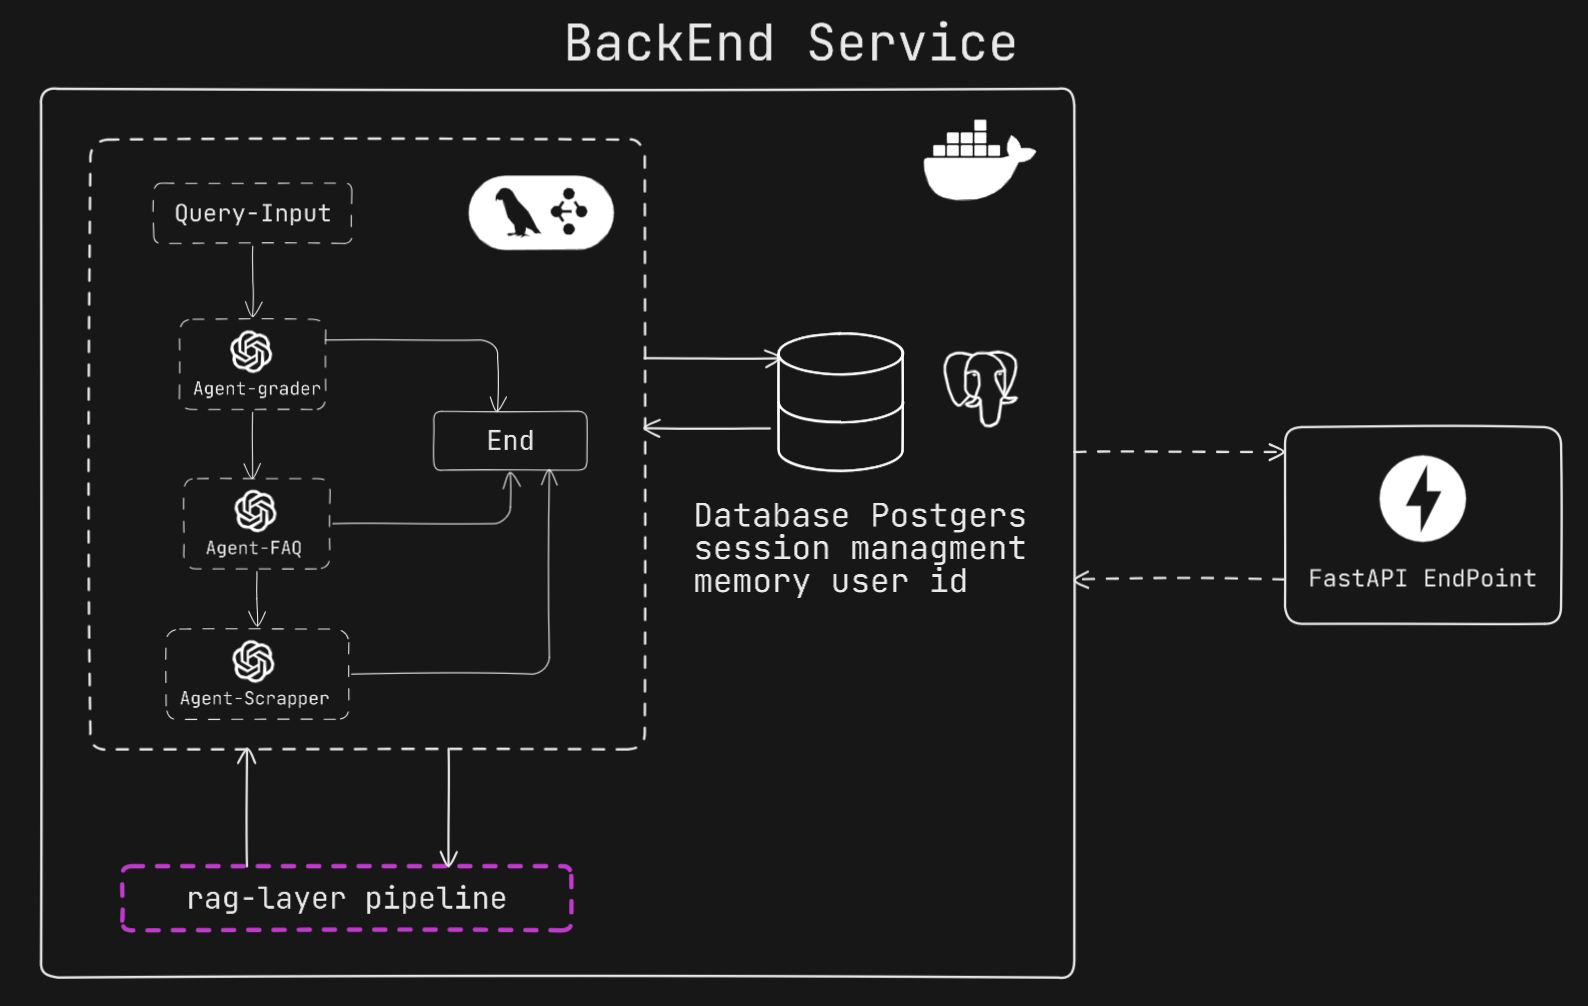 BackEnd Service
Query-Input
Agent-grader
End
Agent-FAQ
Agent-Scrapper
Database Postgers
session managment
memory user id
FastAPI EndPoint
rag-layer pipeline